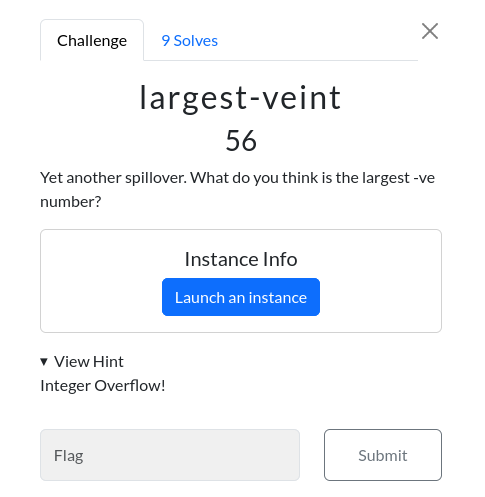 Challenge
9 Solves
largest-veint
56
Yet another spillover. What do you think is the largest -ve
number?
Instance Info
Launch an instance
▾ View Hint
Integer Overflow!
Flag
Submit